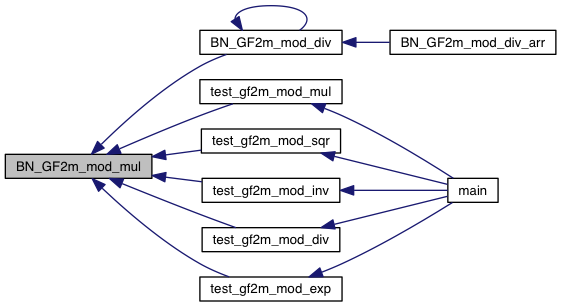 BN_GF2m_mod_div
BN_GF2m_mod_div_arr
test_gf2m_mod_mul
test_gf2m_mod_sqr
BN_GF2m_mod_mul
test_gf2m_mod_inv
main
test_gf2m_mod_div
test_gf2m_mod_exp